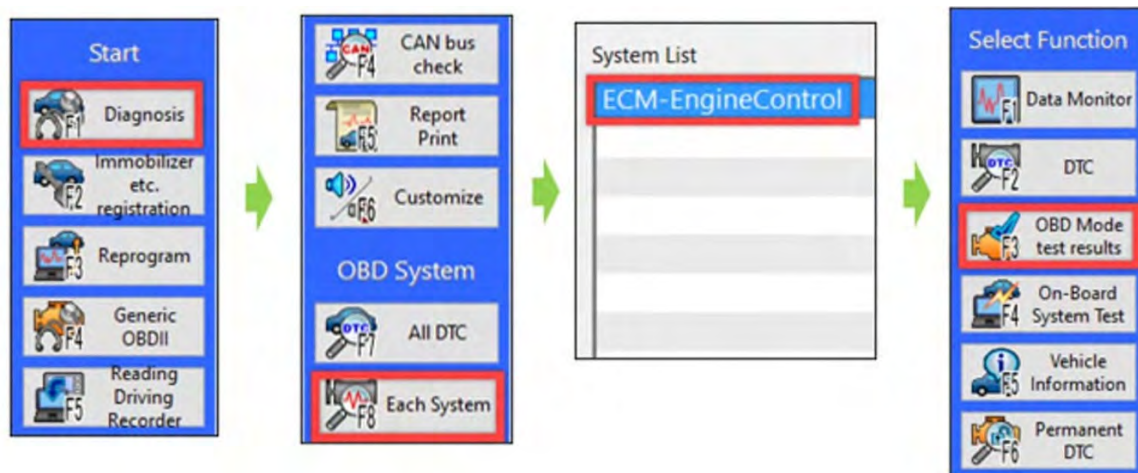 Start
Diagnosis
F1
Immobilizer
etc.
registration
F2
Reprogram
F3
Generic
OBDII
F4
Reading
Driving
Recorder
F5
CAN bus
check
CAN
F4
Report
Print
F5
Customize
F6
OBD System
All DTC
DTC
F7
Each System
F8
System List
ECM-EngineControl
Select Function
Data Monitor
F1
DTC
DTC
F2
OBD Mode
test results
F3
On-Board
System Test
F4
Vehicle
Information
F5
Permanent
DTC
F6